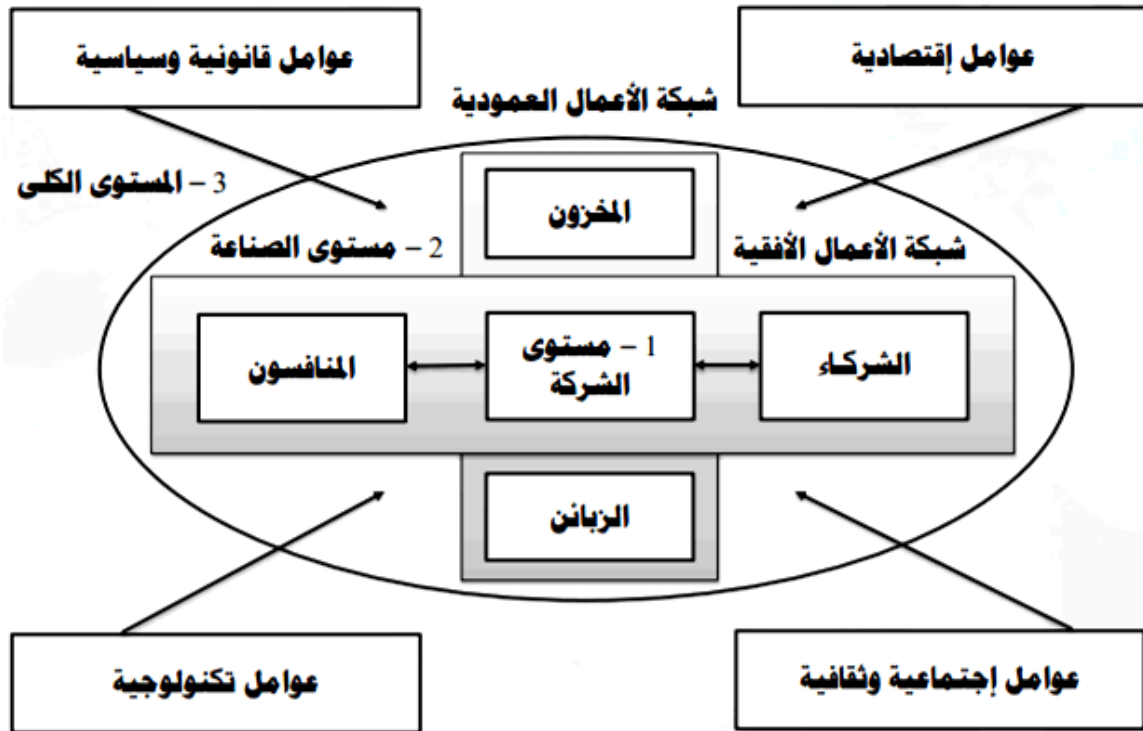 عوامل إقتصادية
عوامل قانونية وسياسية
شبكة الأعمال العمودية
3 – المستوى الكلى
المخزون
شبكة الأعمال الأفقية
2 – مستوى الصناعة
الشركاء
1 – مستوى
الشركة
المنافسون
الزبائن
عوامل إجتماعية وثقافية
عوامل تكنولوجية